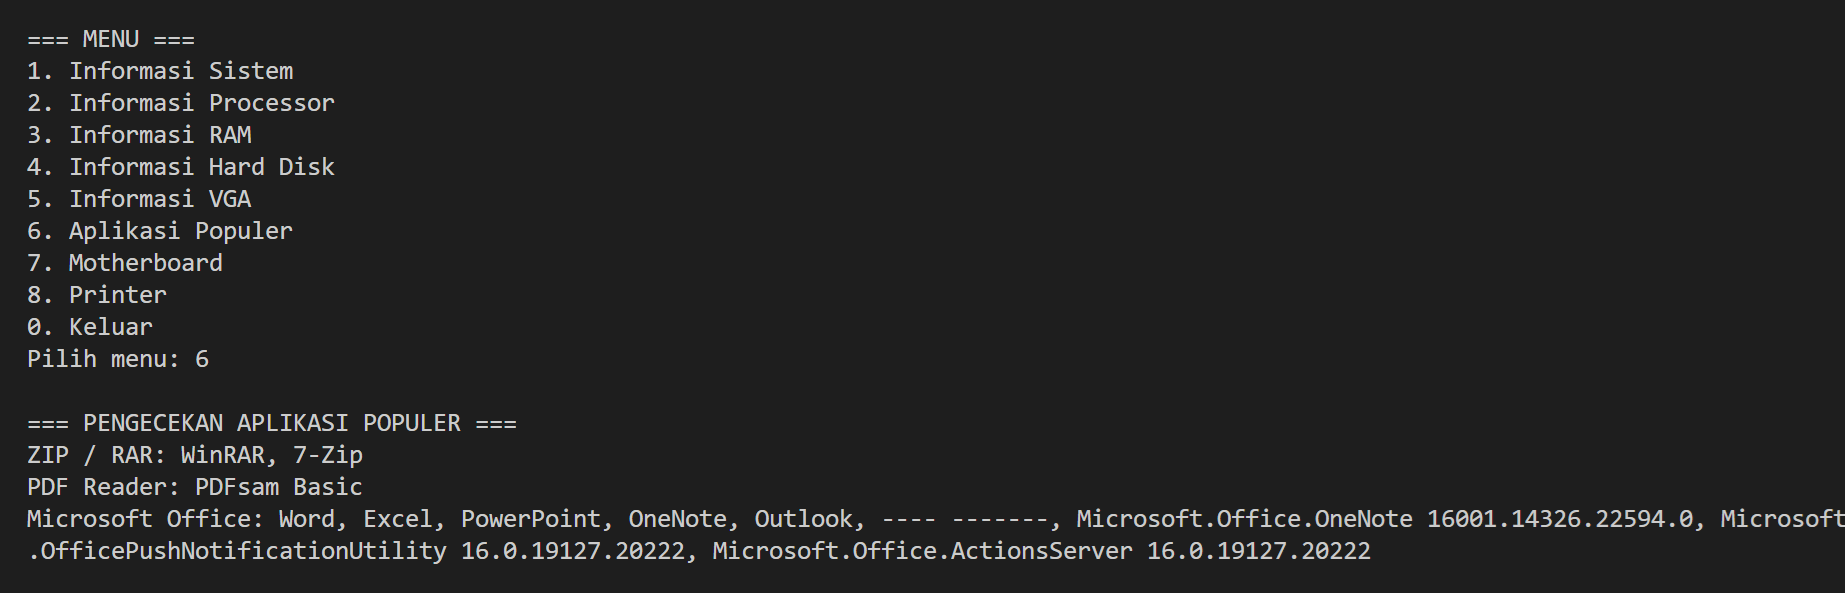 === MENU ===
1. Informasi Sistem
2. Informasi Processor
3. Informasi RAM
4. Informasi Hard Disk
5. Informasi VGA
6. Aplikasi Populer
7. Motherboard
8. Printer
0. Keluar
Pilih menu: 6
=== PENGECEKAN APLIKASI POPULER ===
ZIP / RAR: WinRAR, 7-Zip
PDF Reader: PDFsam Basic
Microsoft Office: Word, Excel, PowerPoint, OneNote, Outlook, ---- -------, Microsoft.Office.OneNote 16001.14326.22594.0, Microsoft
.OfficePushNotificationUtility 16.0.19127.20222, Microsoft.Office.ActionsServer 16.0.19127.20222